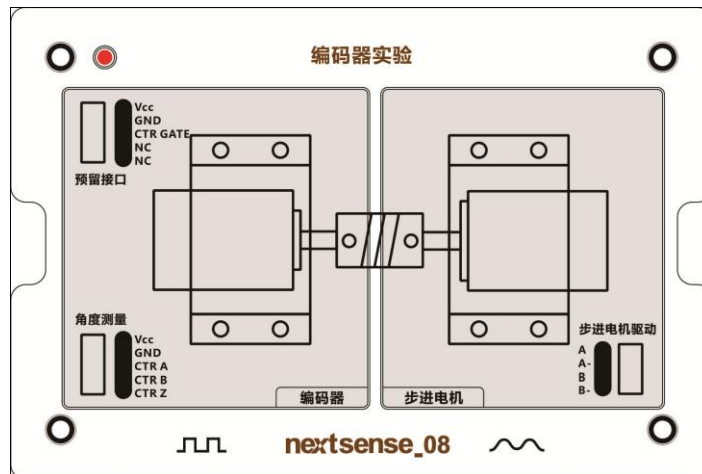 编码器实验
Vcc
GND
CTR GATE
NC
NC
预留接口
角度测量
Vcc
GND
CTR A
CTR B
CTR Z
编码器
步进电机驱动
A
A-
B
B-
步进电机
nextsense_08